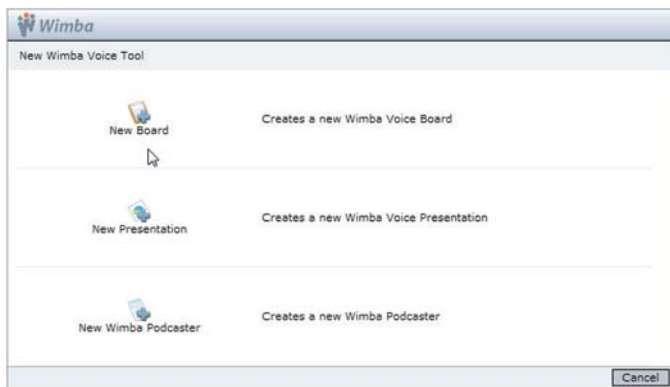 Wimba
New Wimba Voice Tool
New Board
Creates a new Wimba Voice Board
New Presentation
Creates a new Wimba Voice Presentation
New Wimba Podcaster
Creates a new Wimba Podcaster
Cancel